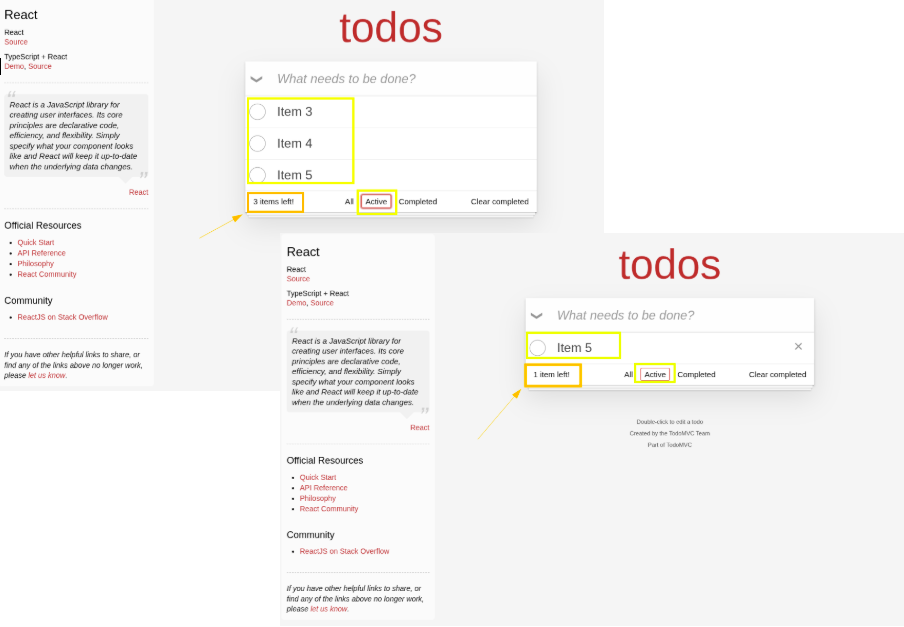 React
React
Source
TypeScript + React
Demo, Source
“
React is a JavaScript library for
creating user interfaces. Its core
principles are declarative code,
efficiency, and flexibility. Simply
specify what your component looks
like and React will keep it up-to-date
when the underlying data changes.
”
React
Official Resources
• Quick Start
• API Reference
• Philosophy
• React Community
Community
• ReactJS on Stack Overflow
If you have other helpful links to share, or
find any of the links above no longer work,
please let us know.
todos
What needs to be done?
Item 3
Item 4
Item 5
3 items left! All Active Completed Clear completed
React
React
Source
TypeScript + React
Demo, Source
“
React is a JavaScript library for
creating user interfaces. Its core
principles are declarative code,
efficiency, and flexibility. Simply
specify what your component looks
like and React will keep it up-to-date
when the underlying data changes.
”
React
Official Resources
• Quick Start
• API Reference
• Philosophy
• React Community
Community
• ReactJS on Stack Overflow
If you have other helpful links to share, or
find any of the links above no longer work,
please let us know.
todos
What needs to be done?
Item 5 ×
1 item left! All Active Completed Clear completed
Double-click to edit a todo
Created by the TodoMVC Team
Part of TodoMVC